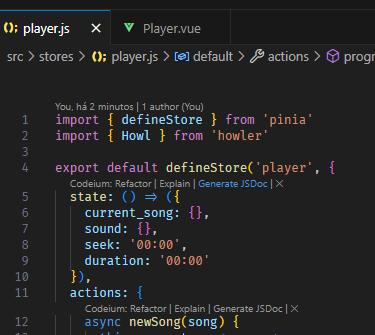 player.js Player.vue
src > stores > player.js > default > actions > prog
You, há 2 minutos | 1 author (You)
1 import { defineStore } from 'pinia'
2 import { Howl } from 'howler'
3
4 export default defineStore('player', {
Codeium: Refactor | Explain | Generate JSDoc | ×
5 state: () => ({
6 current_song: {},
7 sound: {},
8 seek: '00:00',
9 duration: '00:00'
10 }),
11 actions: {
Codeium: Refactor | Explain | Generate JSDoc | ×
12 async newSong(song) {